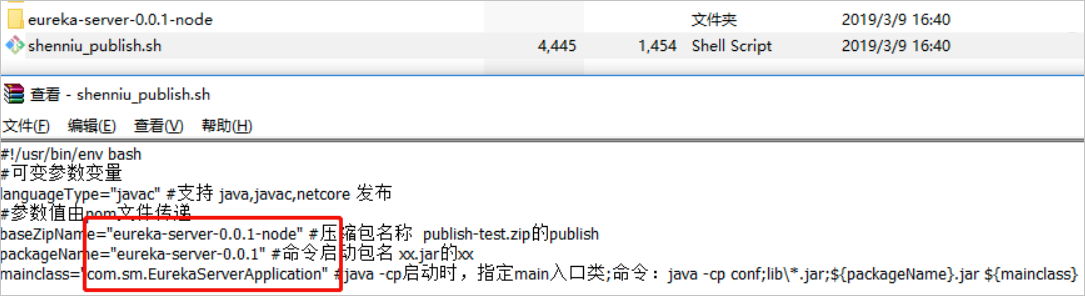 eureka-server-0.0.1-node 文件夹 2019/3/9 16:40
shenniu_publish.sh 4,445 1,454 Shell Script 2019/3/9 16:40
查看 - shenniu_publish.sh
文件(F) 编辑(E) 查看(V) 帮助(H)
#!/usr/bin/env bash
#可变参数变量
languageType="javac" #支持 java,javac,netcore 发布
#参数值由pom文件传递
baseZipName="eureka-server-0.0.1-node" #压缩包名称 publish-test.zip的publish
packageName="eureka-server-0.0.1" #命令启动包名 xx.jar的xx
mainclass="com.sm.EurekaServerApplication" #java -cp启动时，指定main入口类;命令：java -cp conf;lib\*.jar;${packageName}.jar ${mainclass}